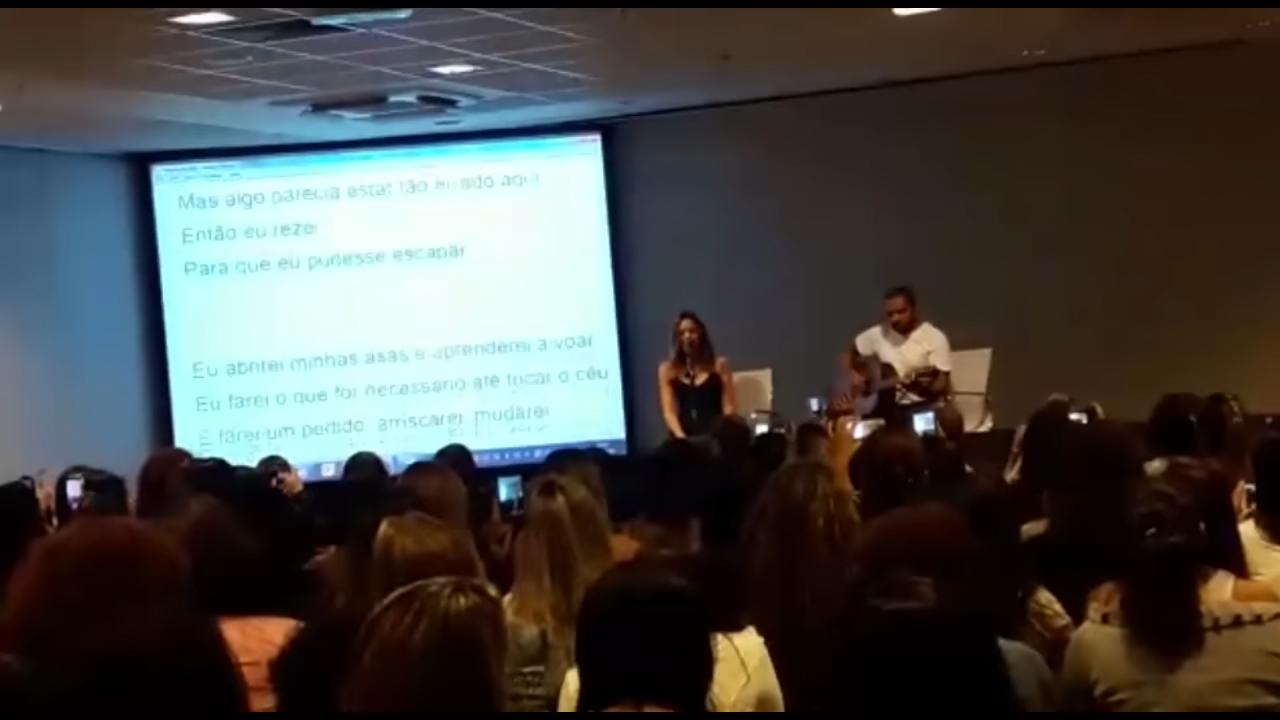 Mas algo parecia estar tão errado aqui
Então eu rezei
Para que eu pudesse escapar
Eu abrirei minhas asas e aprenderei a voar
Eu farei o que for necessário até tocar o céu
E farei um pedido, arriscarei, mudarei